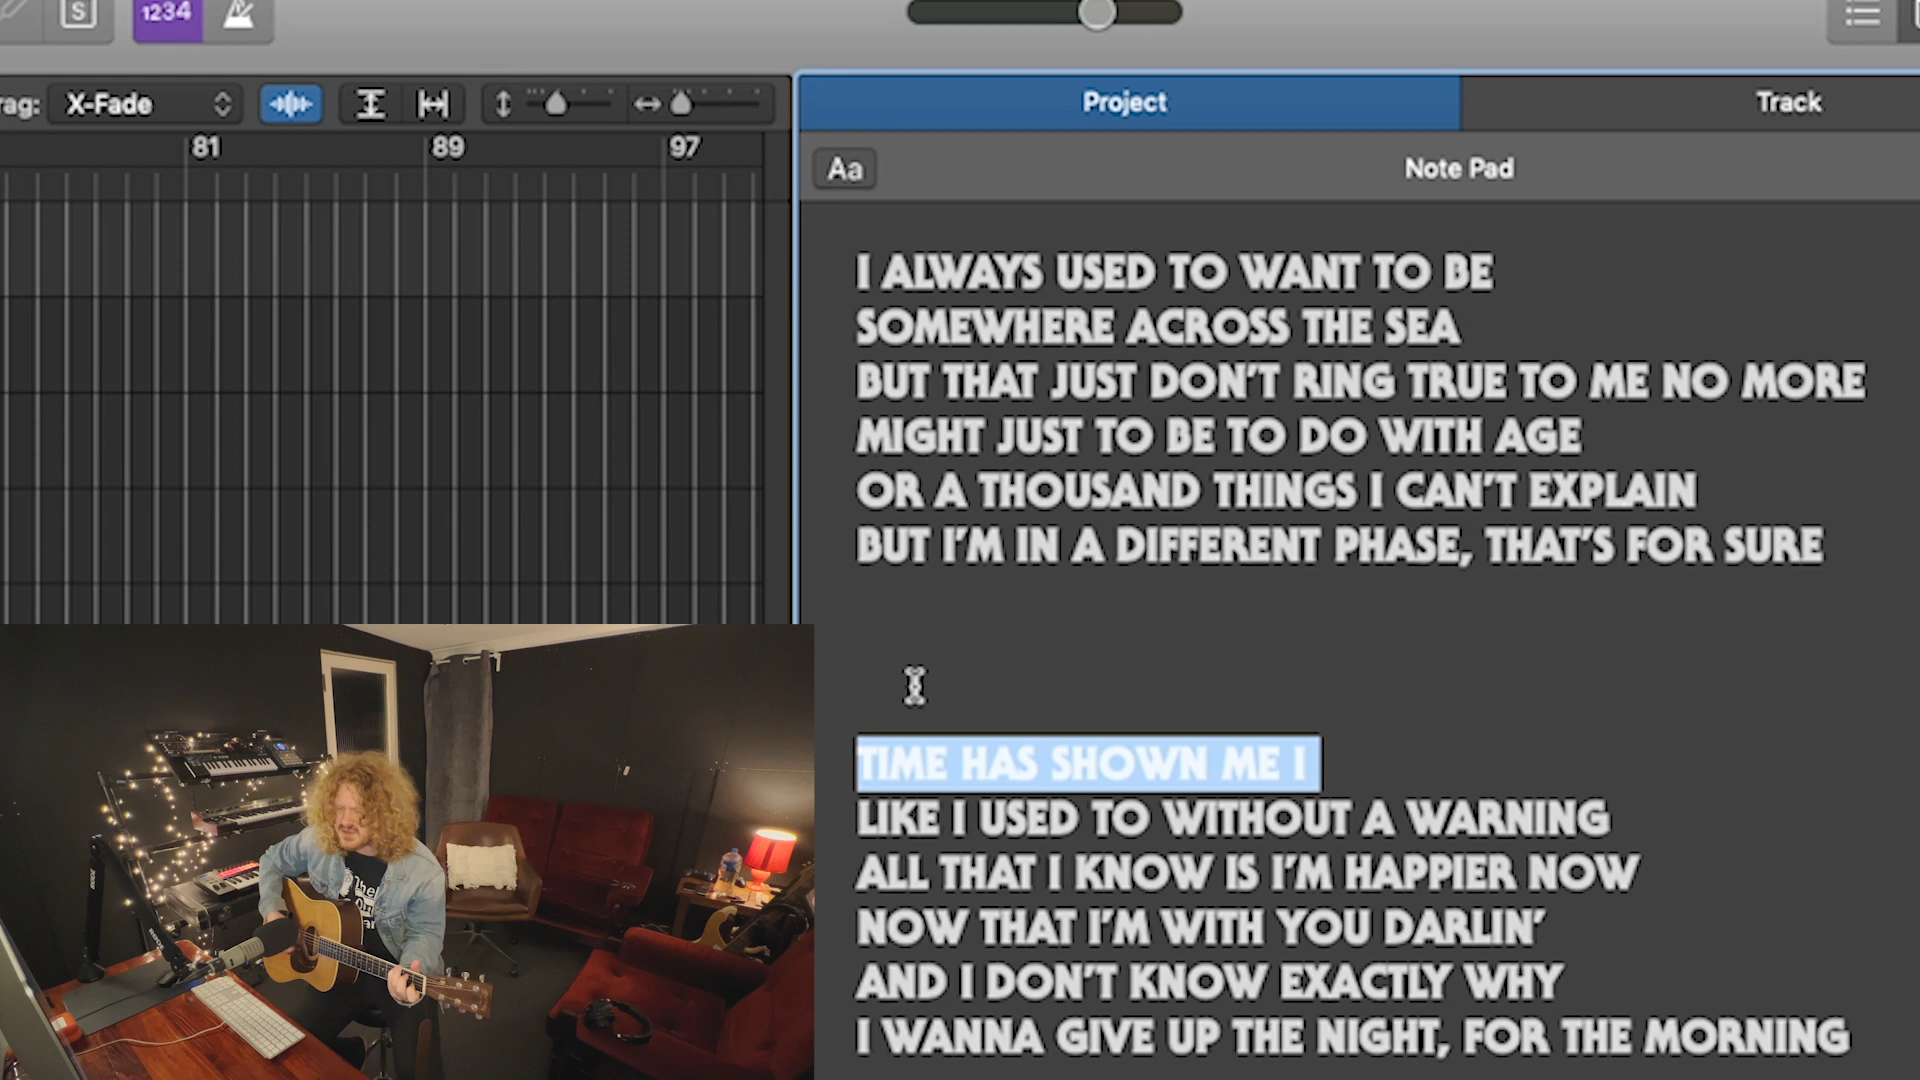 S
1234
rag: X-Fade
81 89 97
Project
Track
Aa
Note Pad
I ALWAYS USED TO WANT TO BE
SOMEWHERE ACROSS THE SEA
BUT THAT JUST DON'T RING TRUE TO ME NO MORE
MIGHT JUST TO BE TO DO WITH AGE
OR A THOUSAND THINGS I CAN'T EXPLAIN
BUT I'M IN A DIFFERENT PHASE, THAT'S FOR SURE
TIME HAS SHOWN ME I
LIKE I USED TO WITHOUT A WARNING
ALL THAT I KNOW IS I'M HAPPIER NOW
NOW THAT I'M WITH YOU DARLIN'
AND I DON'T KNOW EXACTLY WHY
I WANNA GIVE UP THE NIGHT, FOR THE MORNING